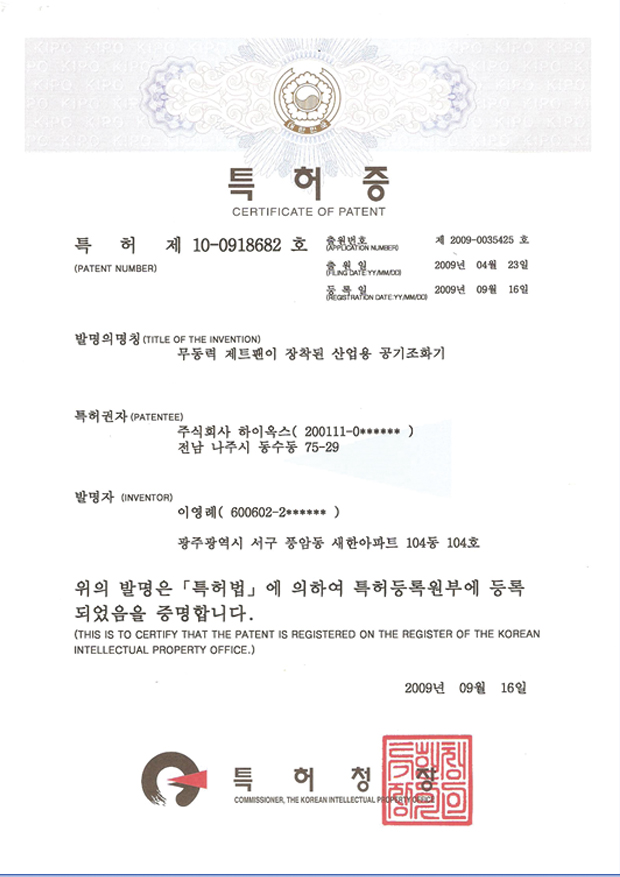 KIPO KIPO KIPO KIPO KIPO KIPO
대한민국
특 허 증
CERTIFICATE OF PATENT
특 허 제 10-0918682 호
(PATENT NUMBER)
출원번호 제 2009-0035425 호
(APPLICATION NUMBER)
출 원 일 2009년 04월 23일
(FILING DATE:YY/MM/DD)
등 록 일 2009년 09월 16일
(REGISTRATION DATE:YY/MM/DD)
발명의명칭 (TITLE OF THE INVENTION)
무동력 제트팬이 장착된 산업용 공기조화기
특허권자 (PATENTEE)
주식회사 하이옥스( 200111-0****** )
전남 나주시 동수동 75-29
발명자 (INVENTOR)
이영례( 600602-2****** )
광주광역시 서구 풍암동 새한아파트 104동 104호
위의 발명은 「특허법」에 의하여 특허등록원부에 등록
되었음을 증명합니다.
(THIS IS TO CERTIFY THAT THE PATENT IS REGISTERED ON THE REGISTER OF THE KOREAN
INTELLECTUAL PROPERTY OFFICE.)
2009년 09월 16일
특 허 청 장
COMMISSIONER, THE KOREAN INTELLECTUAL PROPERTY OFFICE